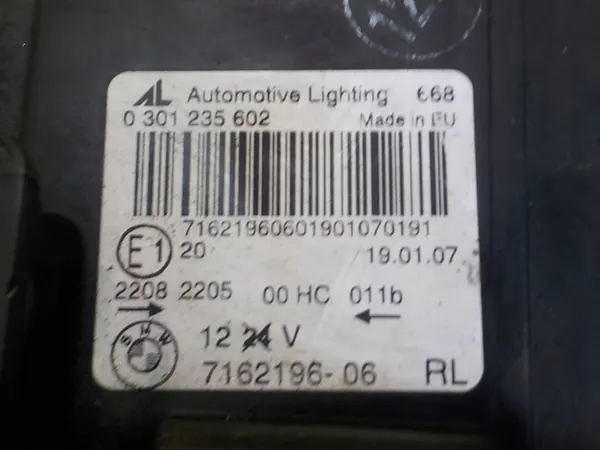 AL Automotive Lighting 668
0 301 235 602 Made in EU
71621960601901070191
E1 20 19.01.07
2208 2205 00 HC 011b
BMW 12 24 V
7162196-06 RL